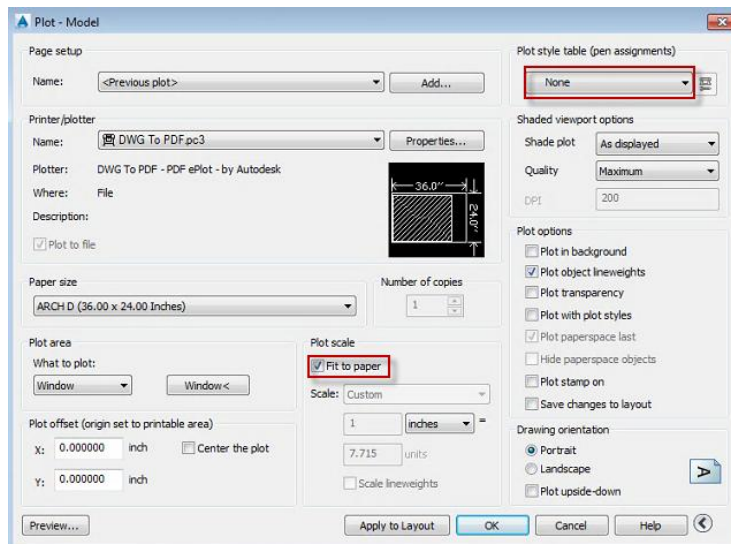 Plot - Model
Page setup
Name: <Previous plot> Add...
Printer/plotter
Name: DWG To PDF.pc3 Properties...
Plotter: DWG To PDF - PDF ePlot - by Autodesk
Where: File
Description:
Plot to file
36.0''
24.0''
Paper size
ARCH D (36.00 x 24.00 Inches)
Number of copies
1
Plot area
What to plot:
Window Window<
Plot offset (origin set to printable area)
X: 0.000000 inch Center the plot
Y: 0.000000 inch
Plot scale
Fit to paper
Scale: Custom
1 inches =
7.715 units
Scale lineweights
Plot style table (pen assignments)
None
Shaded viewport options
Shade plot As displayed
Quality Maximum
DPI 200
Plot options
Plot in background
Plot object lineweights
Plot transparency
Plot with plot styles
Plot paperspace last
Hide paperspace objects
Plot stamp on
Save changes to layout
Drawing orientation
Portrait
Landscape
Plot upside-down
A
Preview... Apply to Layout OK Cancel Help